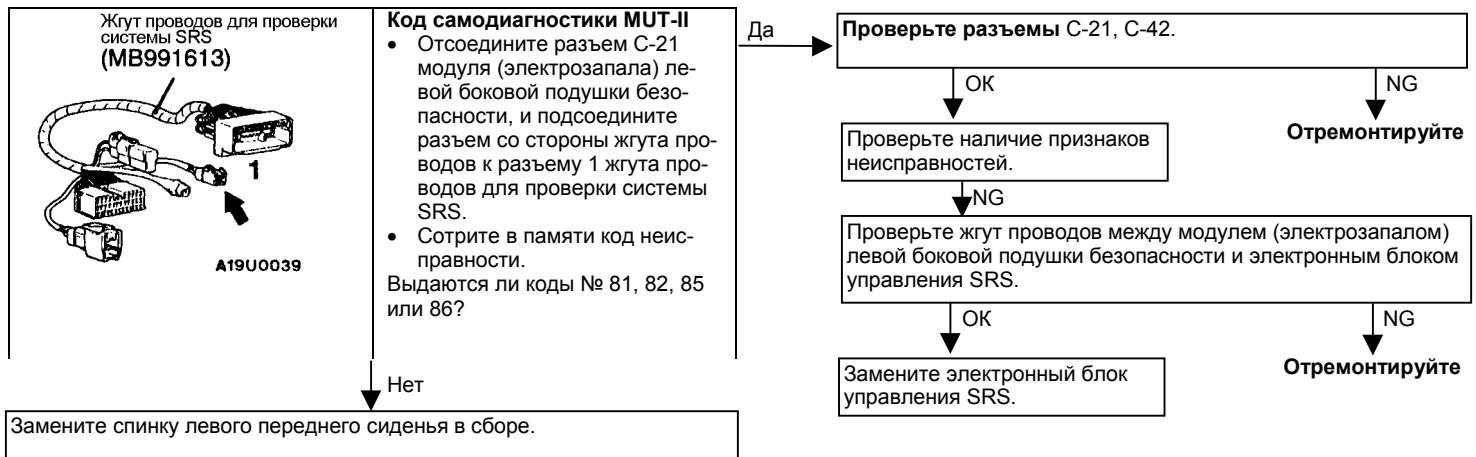 Жгут проводов для проверки
системы SRS
(MB991613)
1
A19U0039
Код самодиагностики MUT-II
• Отсоедините разъем C-21
модуля (электрозапала) ле-
вой боковой подушки безо-
пасности, и подсоедините
разъем со стороны жгута про-
водов к разъему 1 жгута про-
водов для проверки системы
SRS.
• Сотрите в памяти код неис-
правности.
Выдаются ли коды № 81, 82, 85
или 86?
Да
Проверьте разъемы C-21, C-42.
ОК
NG
Проверьте наличие признаков
неисправностей.
Отремонтируйте
NG
Проверьте жгут проводов между модулем (электрозапалом)
левой боковой подушки безопасности и электронным блоком
управления SRS.
ОК
NG
Замените электронный блок
управления SRS.
Отремонтируйте
Нет
Замените спинку левого переднего сиденья в сборе.